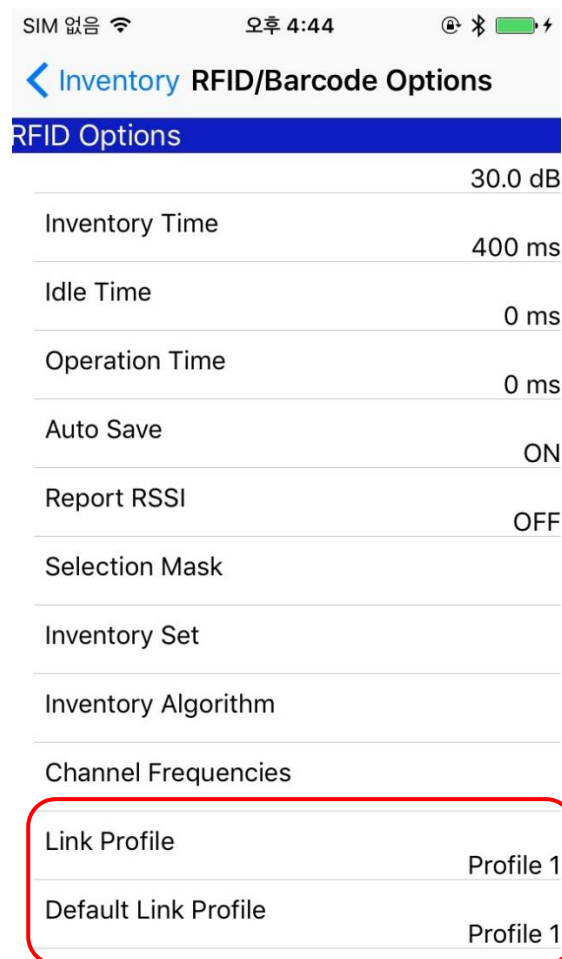 SIM 없음 오후 4:44
Inventory RFID/Barcode Options
RFID Options
30.0 dB
Inventory Time
400 ms
Idle Time
0 ms
Operation Time
0 ms
Auto Save
ON
Report RSSI
OFF
Selection Mask
Inventory Set
Inventory Algorithm
Channel Frequencies
Link Profile
Profile 1
Default Link Profile
Profile 1